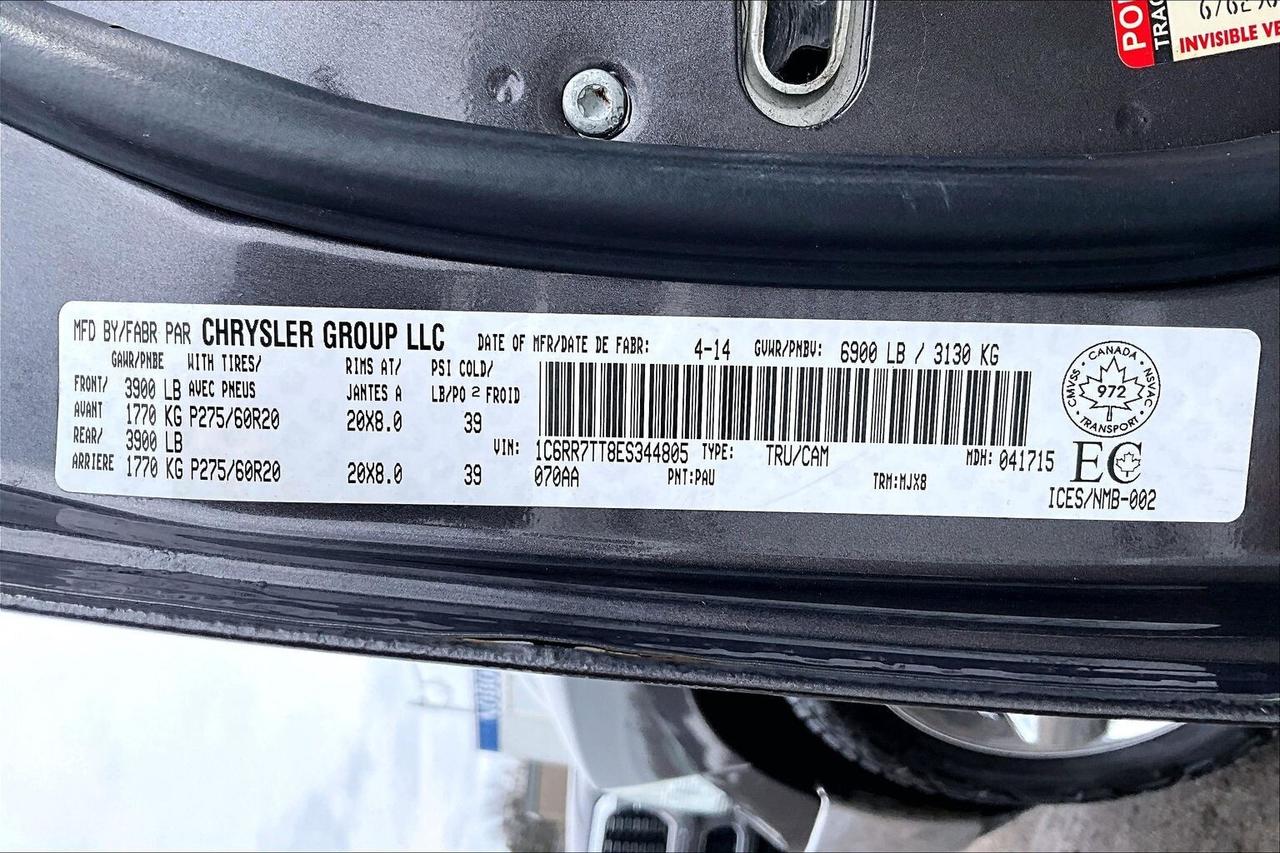 INVISIBLE VE
MFD BY/FABR PAR CHRYSLER GROUP LLC DATE OF MFR/DATE DE FABR: 4-14 GVWR/PNBV: 6900 LB / 3130 KG
GAWR/PNBE WITH TIRES/ RIMS AT/ PSI COLD/
FRONT/ 3900 LB AVEC PNEUS JANTES A LB/PO 2 FROID
AVANT 1770 KG P275/60R20 20X8.0 39
REAR/ 3900 LB VIN: 1C6RR7TT8ES344805 TYPE: TRU/CAM MDH: 041715
ARRIERE 1770 KG P275/60R20 20X8.0 39 070AA PNT:PAU TRM:MJX8
CANADA
CMVSS 972 NSVAC
TRANSPORT
EC
ICES/NMB-002